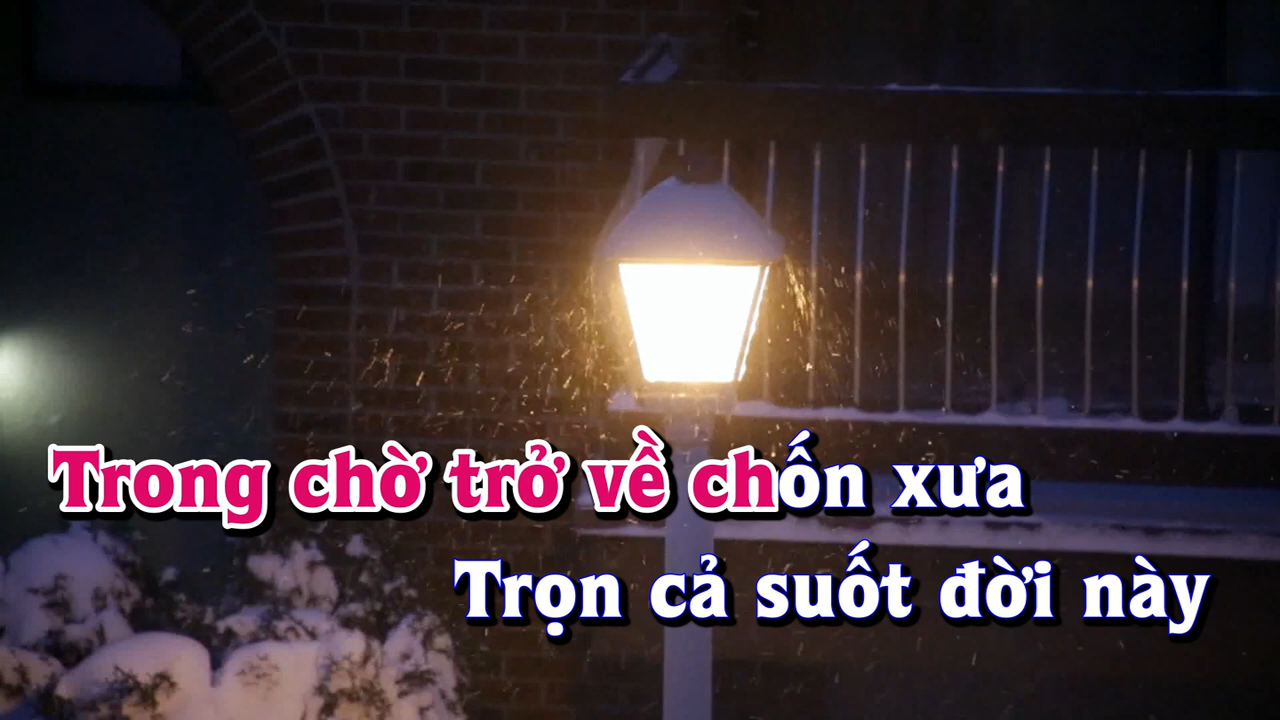 Trong chờ trở về chốn xưa
Trọn cả suốt đời này